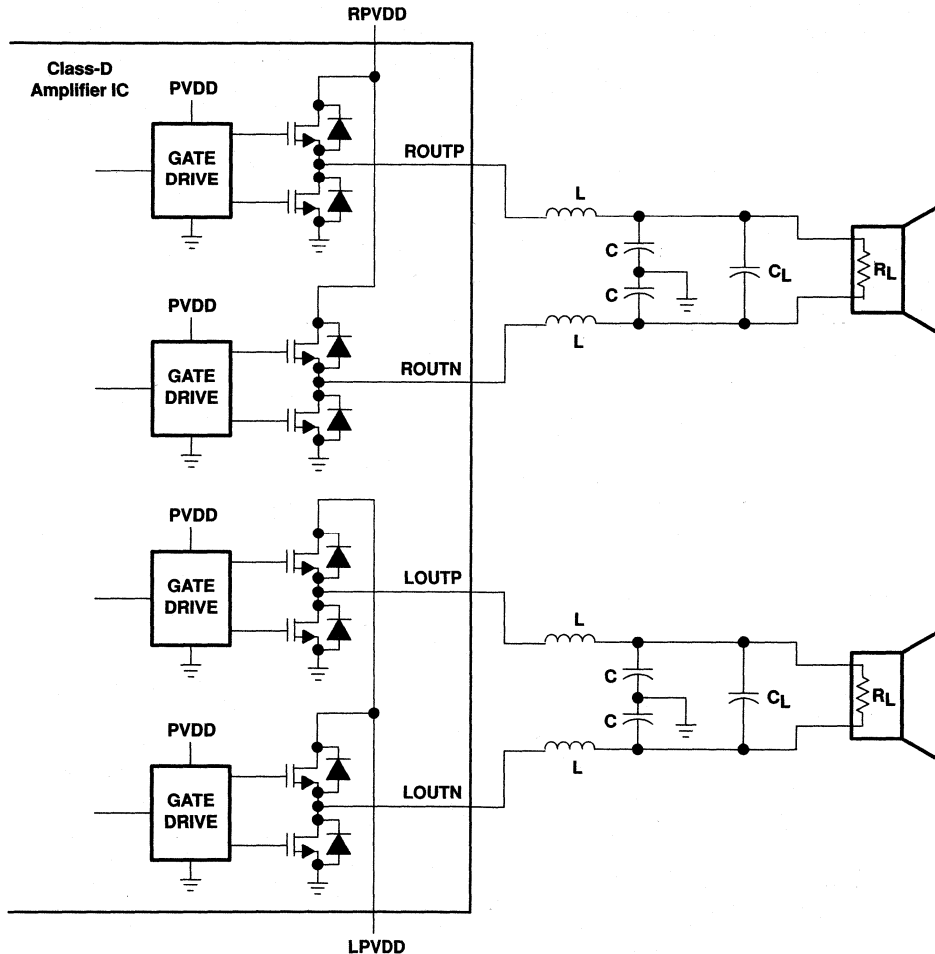 RPVDD
Class-D
Amplifier IC
PVDD
GATE
DRIVE
ROUTP
L
C
C
CL
RL
L
PVDD
GATE
DRIVE
ROUTN
PVDD
GATE
DRIVE
LOUTP
L
C
C
CL
RL
L
PVDD
GATE
DRIVE
LOUTN
LPVDD